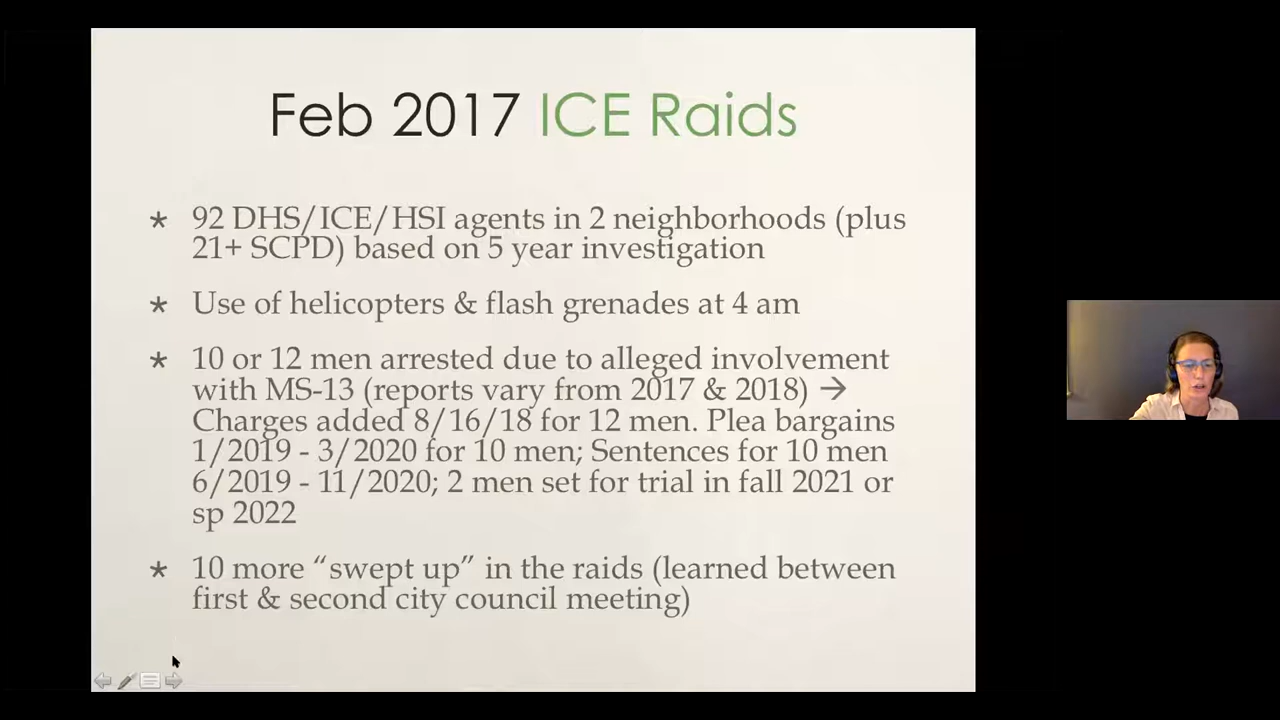 Feb 2017 ICE Raids
* 92 DHS/ICE/HSI agents in 2 neighborhoods (plus
21+ SCPD) based on 5 year investigation
* Use of helicopters & flash grenades at 4 am
* 10 or 12 men arrested due to alleged involvement
with MS-13 (reports vary from 2017 & 2018) →
Charges added 8/16/18 for 12 men. Plea bargains
1/2019 - 3/2020 for 10 men; Sentences for 10 men
6/2019 - 11/2020; 2 men set for trial in fall 2021 or
sp 2022
* 10 more “swept up” in the raids (learned between
first & second city council meeting)